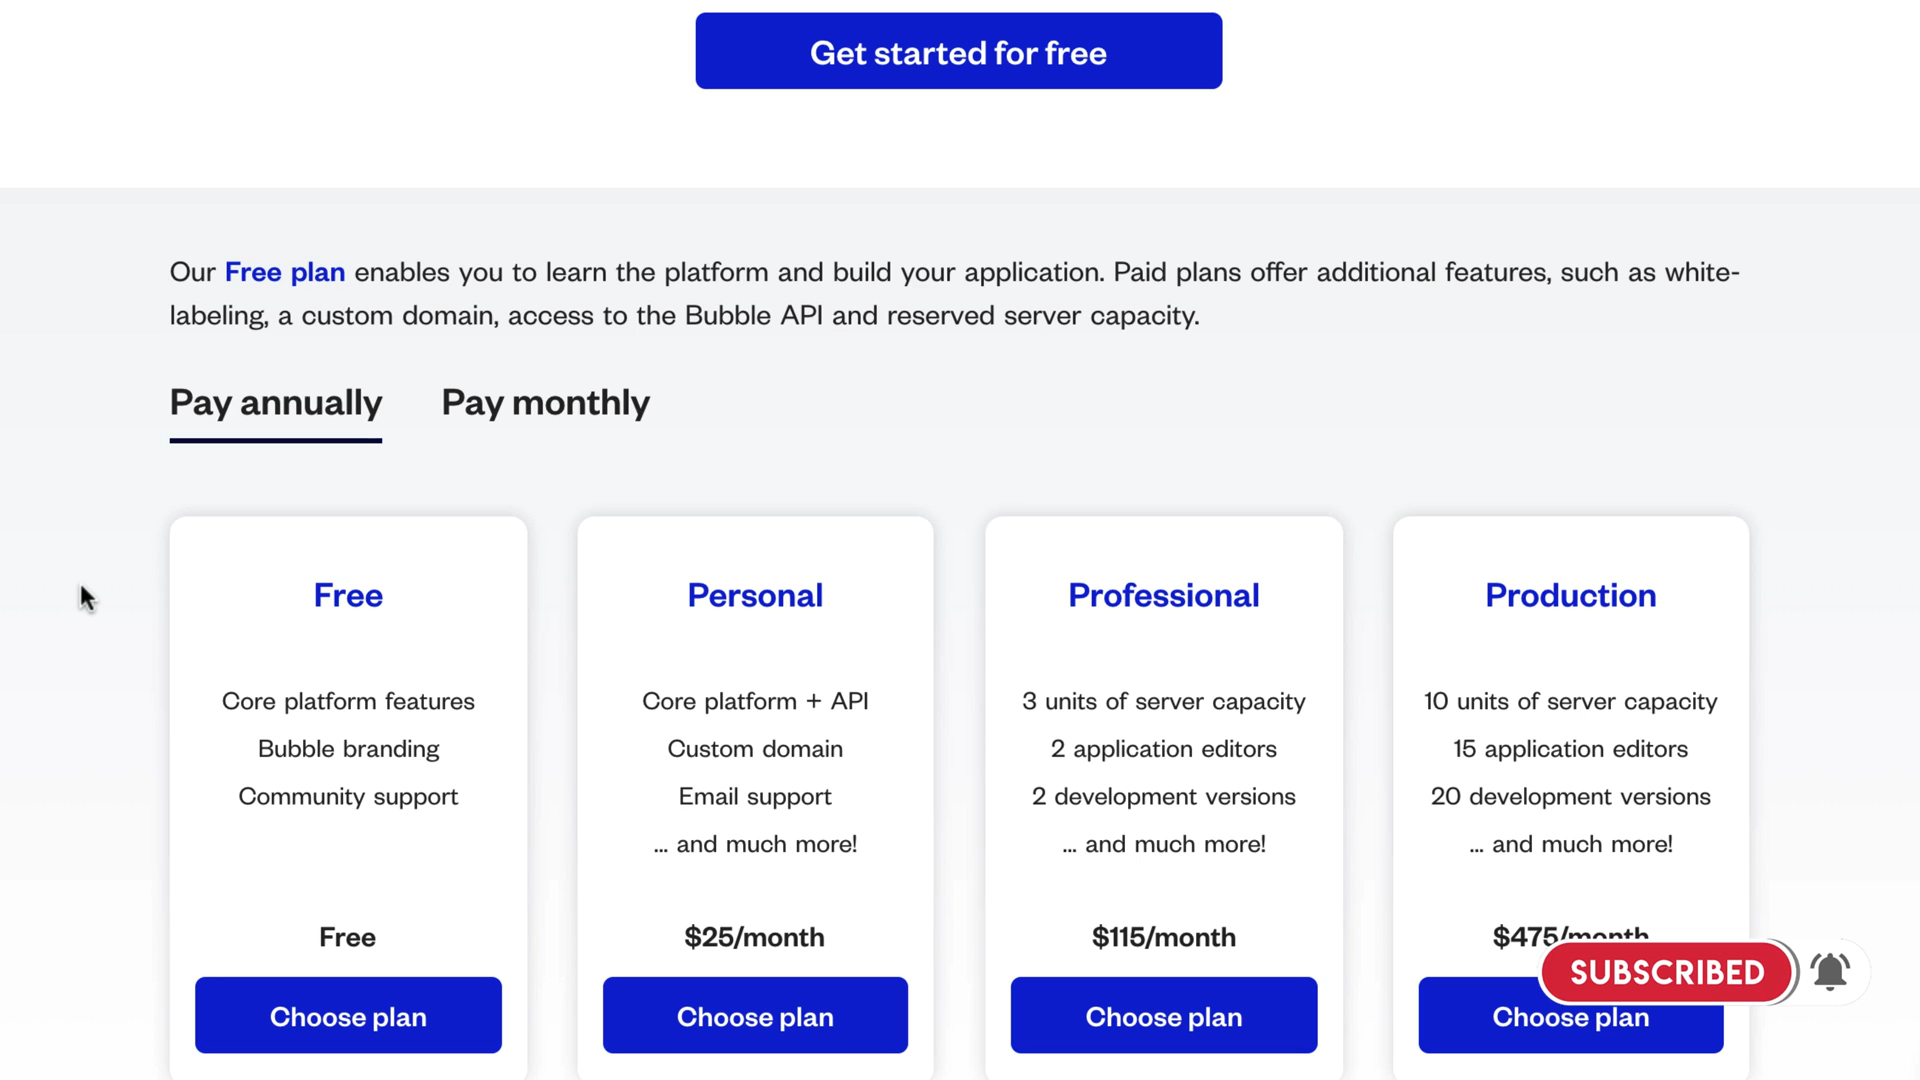 Get started for free
Our Free plan enables you to learn the platform and build your application. Paid plans offer additional features, such as white-
labeling, a custom domain, access to the Bubble API and reserved server capacity.
Pay annually
Pay monthly
Free
Core platform features
Bubble branding
Community support
Free
Choose plan
Personal
Core platform + API
Custom domain
Email support
... and much more!
$25/month
Choose plan
Professional
3 units of server capacity
2 application editors
2 development versions
... and much more!
$115/month
Choose plan
Production
10 units of server capacity
15 application editors
20 development versions
... and much more!
$475/month
SUBSCRIBED
Choose plan